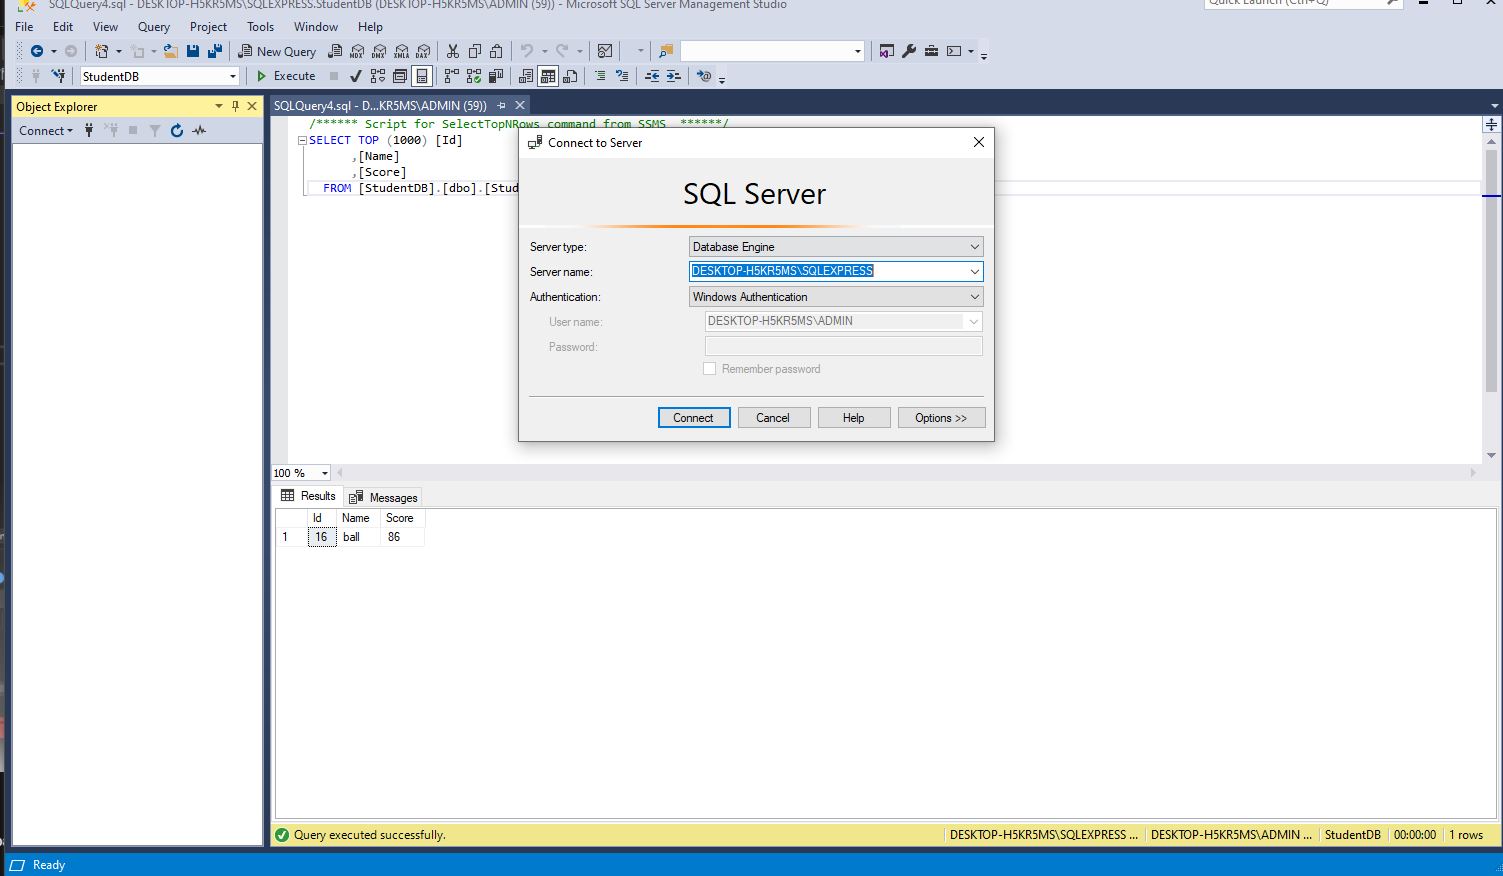 SQLQuery4.sql - DESKTOP-H5KR5MS\SQLEXPRESS.StudentDB (DESKTOP-H5KR5MS\ADMIN (59)) - Microsoft SQL Server Management Studio
Quick Launch (Ctrl+Q)
File Edit View Query Project Tools Window Help
New Query
MDX DMX XMLA DAX
StudentDB
Execute
Object Explorer
Connect
SQLQuery4.sql - D...KR5MS\ADMIN (59))
/****** Script for SelectTopNRows command from SSMS ******/
SELECT TOP (1000) [Id]
,[Name]
,[Score]
FROM [StudentDB].[dbo].[Stud
Connect to Server
SQL Server
Server type: Database Engine
Server name: DESKTOP-H5KR5MS\SQLEXPRESS
Authentication: Windows Authentication
User name: DESKTOP-H5KR5MS\ADMIN
Password:
Remember password
Connect Cancel Help Options >>
100 %
Results Messages
Id Name Score
1 16 ball 86
Query executed successfully. DESKTOP-H5KR5MS\SQLEXPRESS ... DESKTOP-H5KR5MS\ADMIN ... StudentDB 00:00:00 1 rows
Ready